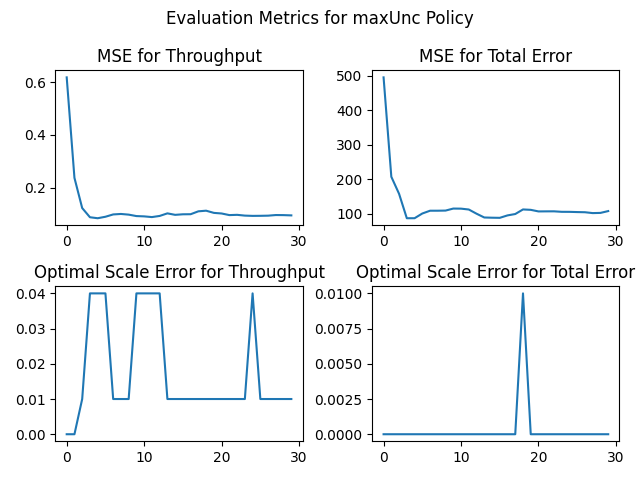 Evaluation Metrics for maxUnc Policy
MSE for Throughput
0.6
0.4
0.2
0 10 20 30
MSE for Total Error
500
400
300
200
100
0 10 20 30
Optimal Scale Error for Throughput
0.04
0.03
0.02
0.01
0.00
0 10 20 30
Optimal Scale Error for Total Error
0.0100
0.0075
0.0050
0.0025
0.0000
0 10 20 30